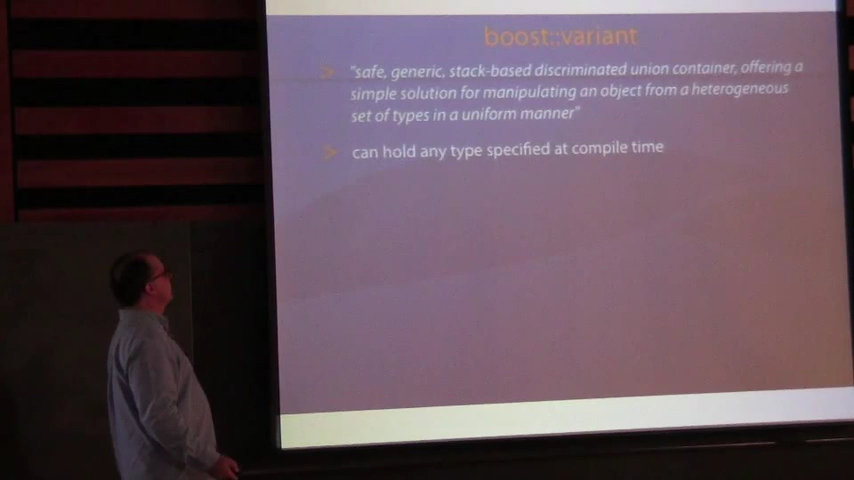 boost::variant
> "safe, generic, stack-based discriminated union container, offering a
simple solution for manipulating an object from a heterogeneous
set of types in a uniform manner"
> can hold any type specified at compile time